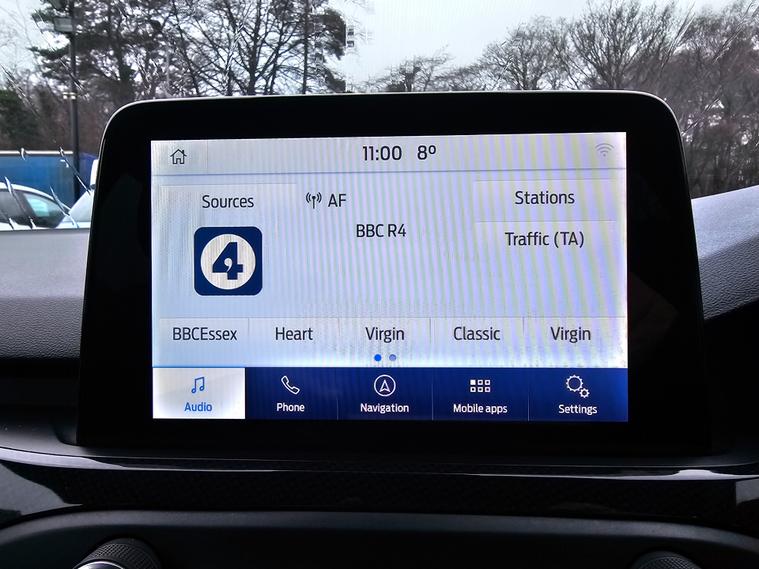 11:00 8º
Sources
AF
Stations
BBC R4
Traffic (TA)
4
BBCEssex
Heart
Virgin
Classic
Virgin
Audio
Phone
Navigation
Mobile apps
Settings